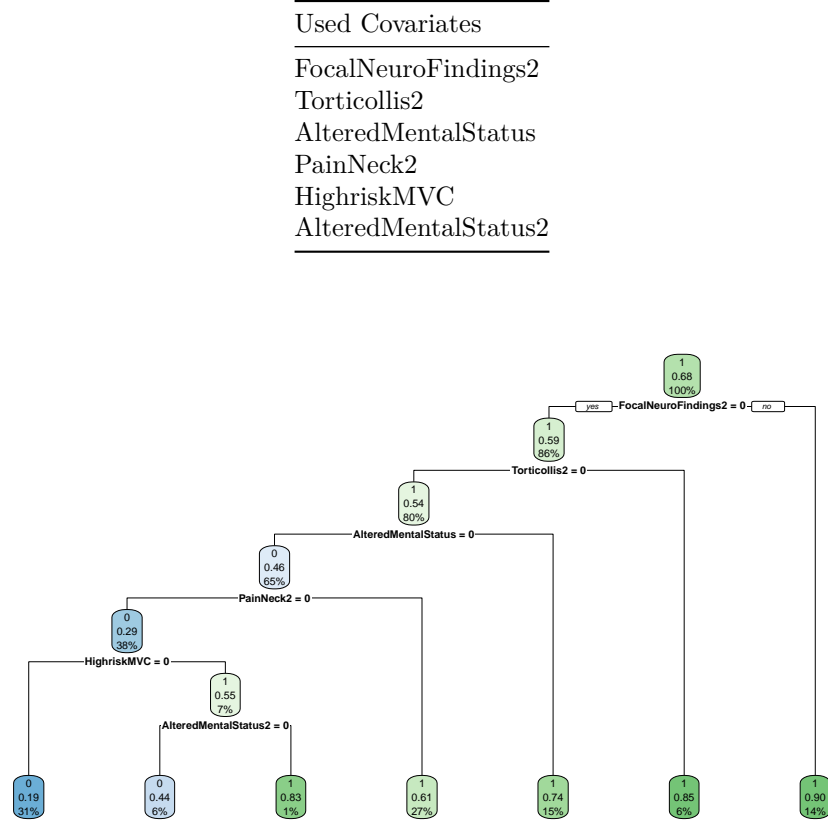 Used Covariates
FocalNeuroFindings2
Torticollis2
AlteredMentalStatus
PainNeck2
HighriskMVC
AlteredMentalStatus2
1
0.68
100%
yes FocalNeuroFindings2 = 0 no
1
0.59
86%
Torticollis2 = 0
1
0.54
80%
AlteredMentalStatus = 0
0
0.46
65%
PainNeck2 = 0
0
0.29
38%
HighriskMVC = 0
1
0.55
7%
AlteredMentalStatus2 = 0
0 0 1 1 1 1 1
0.19 0.44 0.83 0.61 0.74 0.85 0.90
31% 6% 1% 27% 15% 6% 14%